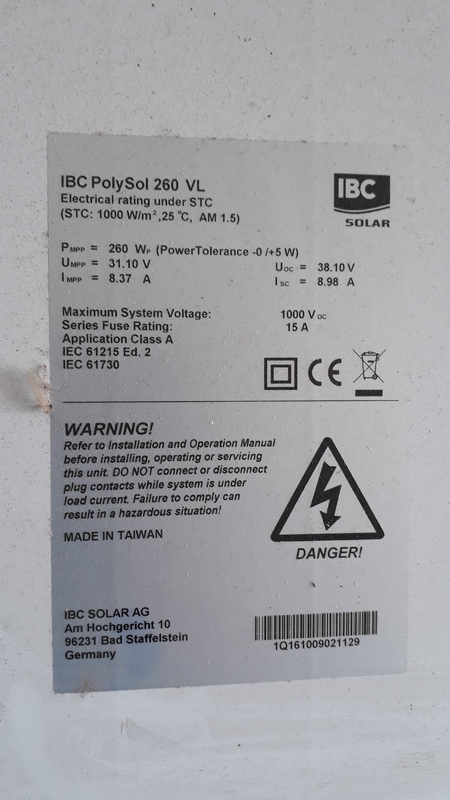 IBC PolySol 260 VL
Electrical rating under STC
(STC: 1000 W/m², 25 °C, AM 1.5)
IBC
SOLAR
PMPP = 260 WP (PowerTolerance -0 /+5 W)
UMPP = 31.10 V
UOC = 38.10 V
IMPP = 8.37 A
ISC = 8.98 A
Maximum System Voltage: 1000 VDC
Series Fuse Rating: 15 A
Application Class A
IEC 61215 Ed. 2
IEC 61730
CE
WARNING!
Refer to Installation and Operation Manual
before installing, operating or servicing
this unit. DO NOT connect or disconnect
plug contacts while system is under
load current. Failure to comply can
result in a hazardous situation!
MADE IN TAIWAN
DANGER!
IBC SOLAR AG
Am Hochgericht 10
96231 Bad Staffelstein
Germany
1Q161009021129